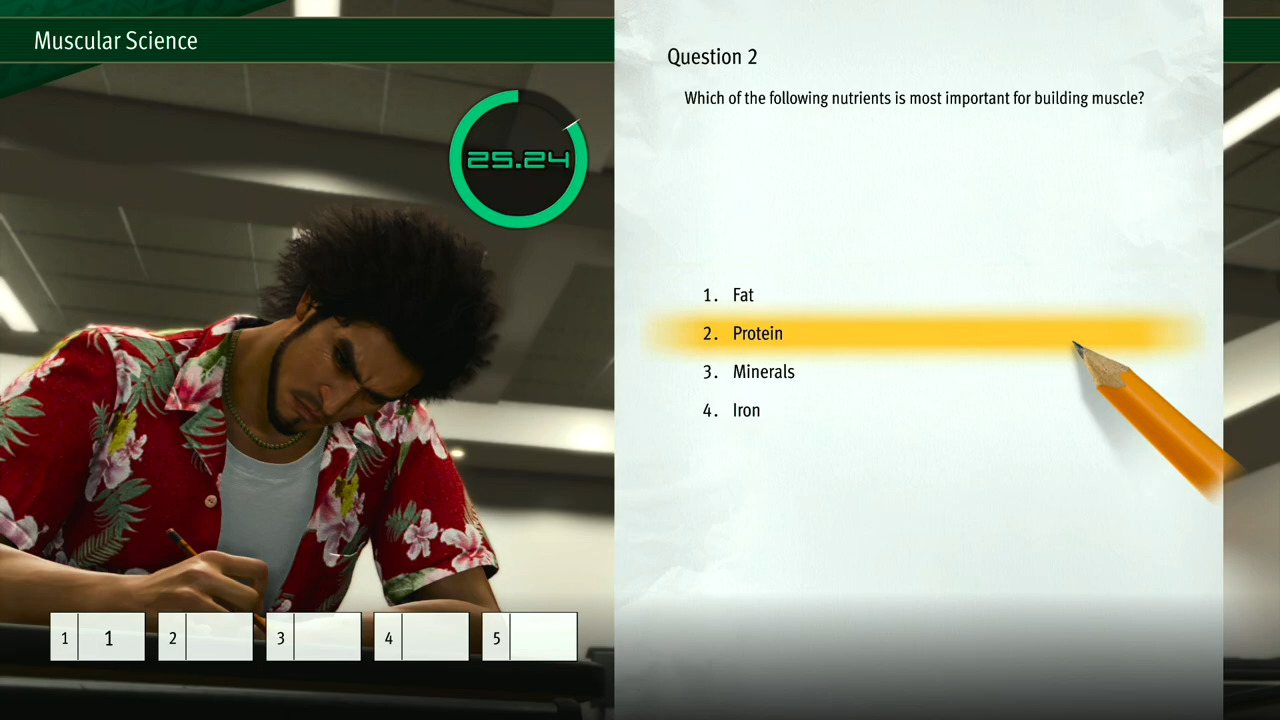 Muscular Science
25.24
Question 2
Which of the following nutrients is most important for building muscle?
1. Fat
2. Protein
3. Minerals
4. Iron
1 1 2 3 4 5